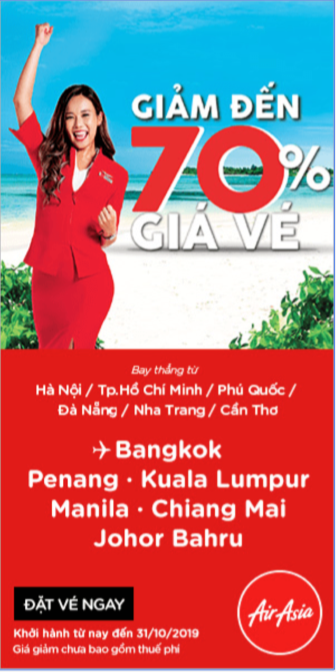 GIẢM ĐẾN
70%
GIÁ VÉ
Bay thẳng từ
Hà Nội / Tp.Hồ Chí Minh / Phú Quốc /
Đà Nẵng / Nha Trang / Cần Thơ
Bangkok
Penang · Kuala Lumpur
Manila · Chiang Mai
Johor Bahru
ĐẶT VÉ NGAY
AirAsia
Khởi hành từ nay đến 31/10/2019
Giá giảm chưa bao gồm thuế phí